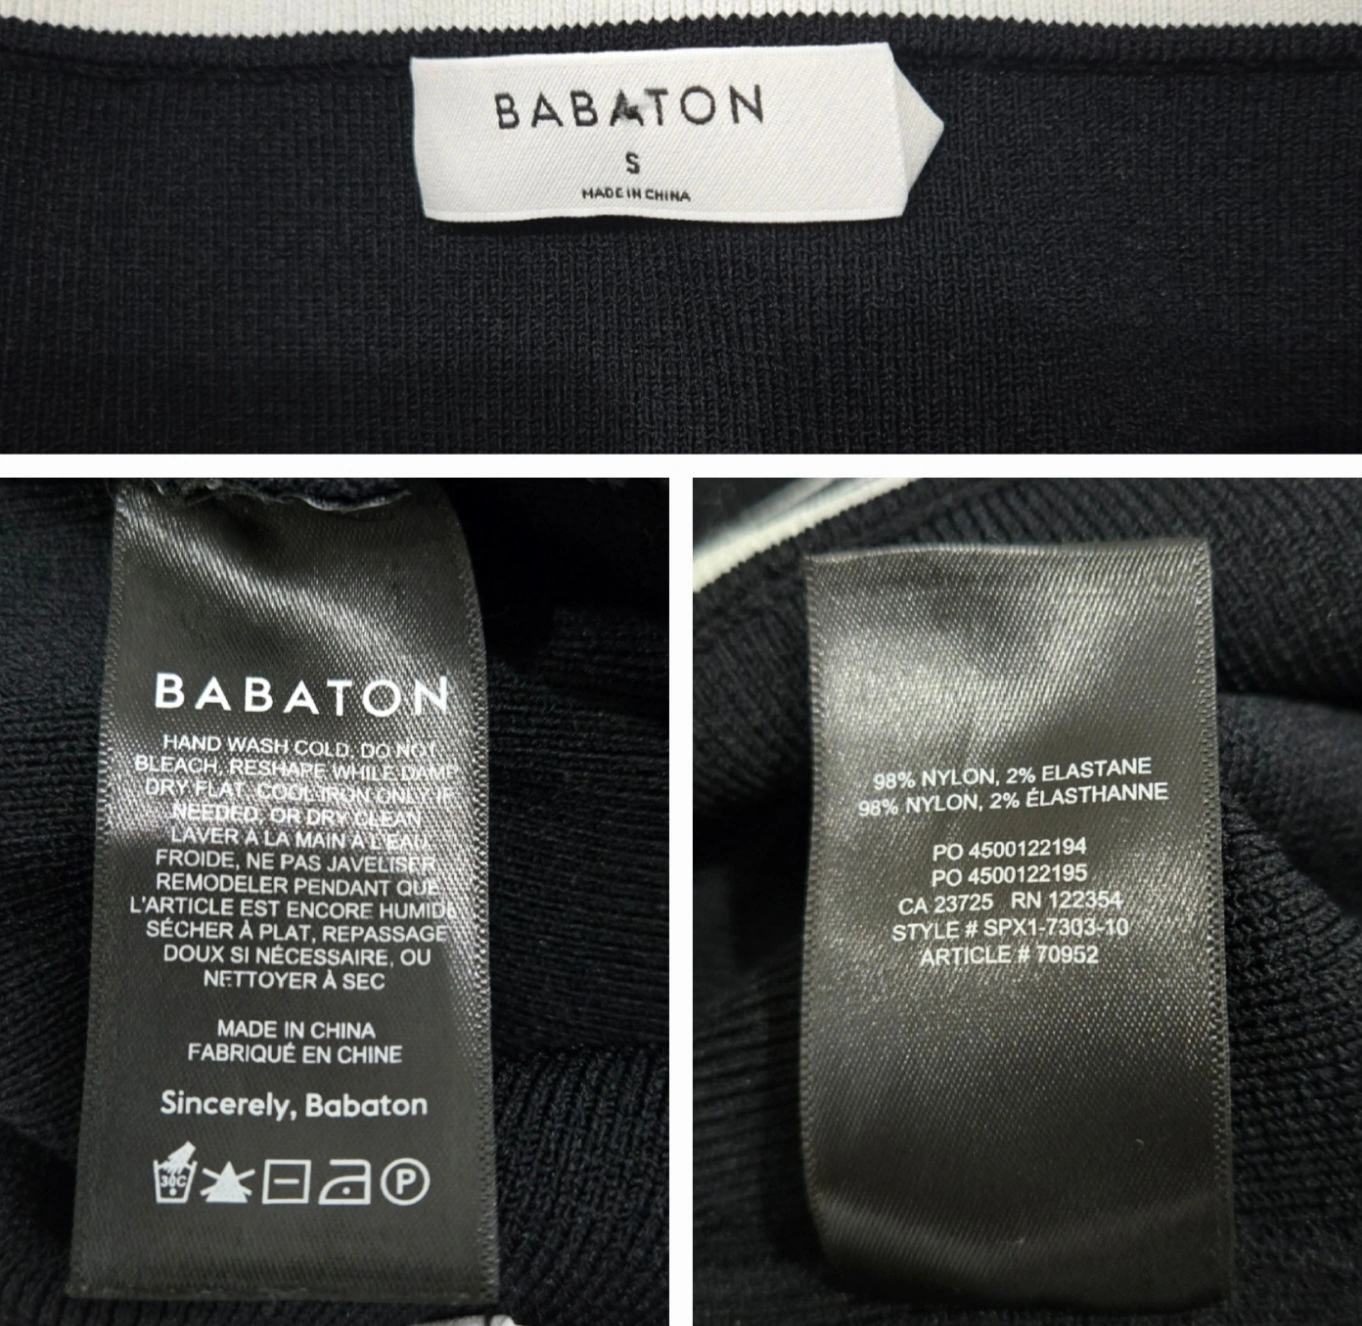 BABATON
S
MADE IN CHINA
BABATON
HAND WASH COLD. DO NOT
BLEACH, RESHAPE WHILE DAMP
DRY FLAT, COOL IRON ONLY IF
NEEDED, OR DRY CLEAN
LAVER À LA MAIN À L'EAU
FROIDE, NE PAS JAVELISER,
REMODELER PENDANT QUE
L'ARTICLE EST ENCORE HUMIDE
SÉCHER À PLAT, REPASSAGE
DOUX SI NÉCESSAIRE, OU
NETTOYER À SEC
MADE IN CHINA
FABRIQUÉ EN CHINE
Sincerely, Babaton
30C P
98% NYLON, 2% ELASTANE
98% NYLON, 2% ÉLASTHANNE
PO 4500122194
PO 4500122195
CA 23725 RN 122354
STYLE # SPX1-7303-10
ARTICLE # 70952